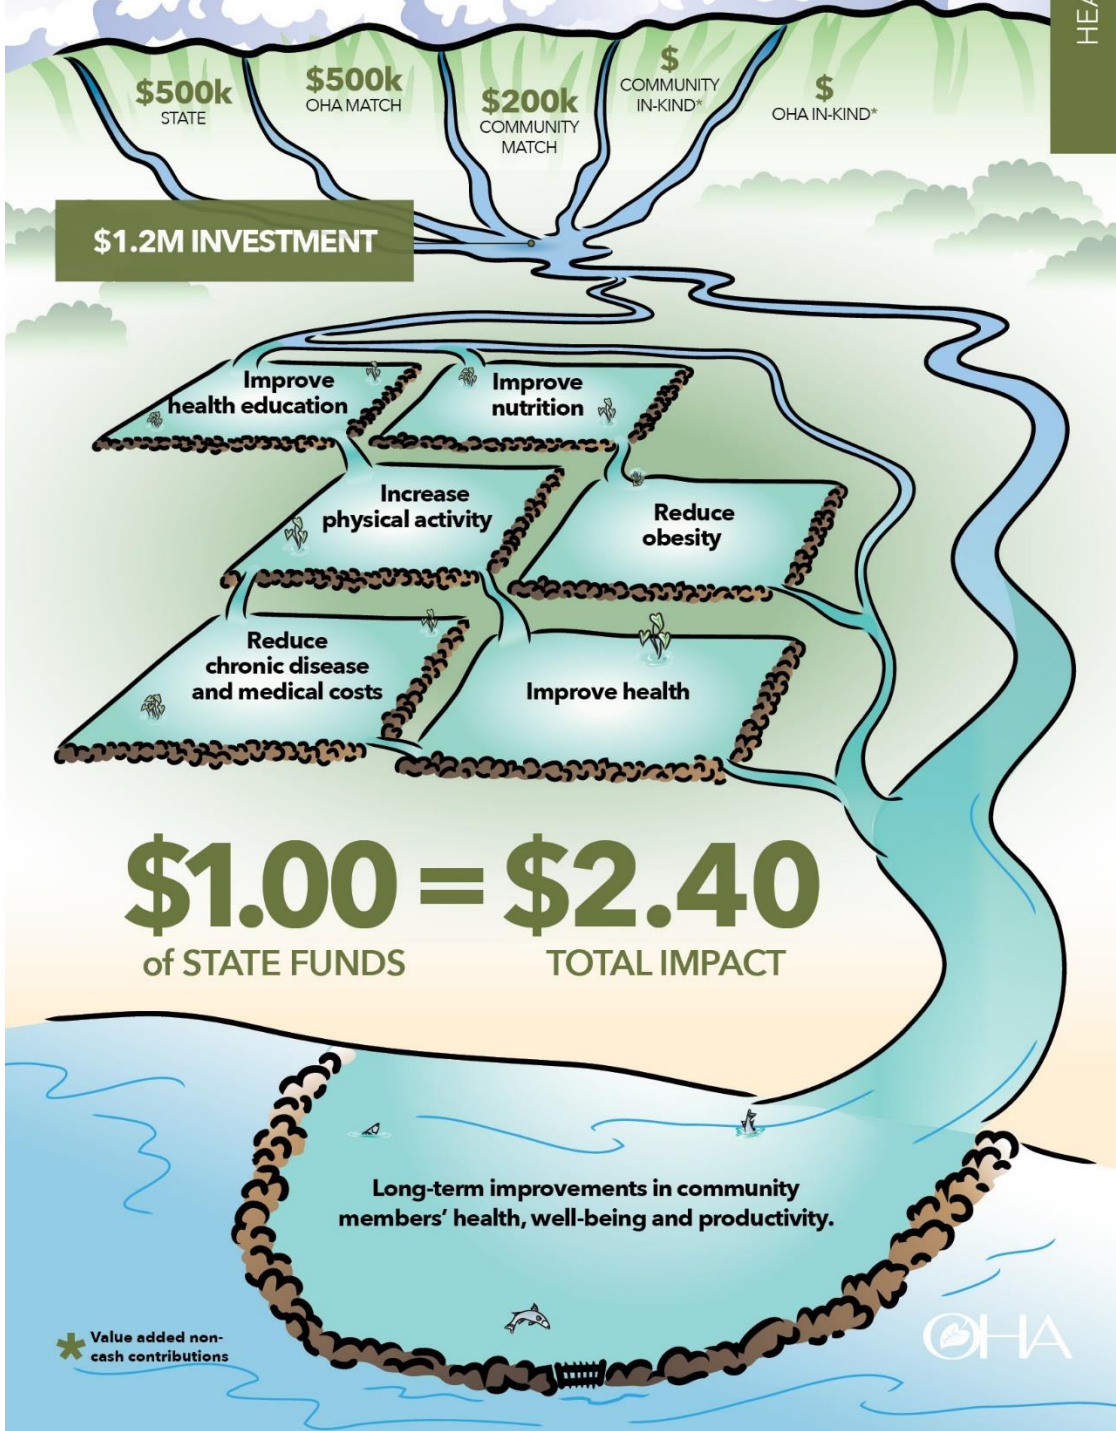 $500k
STATE
$500k
OHA MATCH
$200k
COMMUNITY
MATCH
$
COMMUNITY
IN-KIND*
$
OHA IN-KIND*
$1.2M INVESTMENT
Improve
health education
Improve
nutrition
Increase
physical activity
Reduce
obesity
Reduce
chronic disease
and medical costs
Improve health
$1.00 = $2.40
of STATE FUNDS TOTAL IMPACT
Long-term improvements in community
members’ health, well-being and productivity.
* Value added non-
cash contributions
OHA